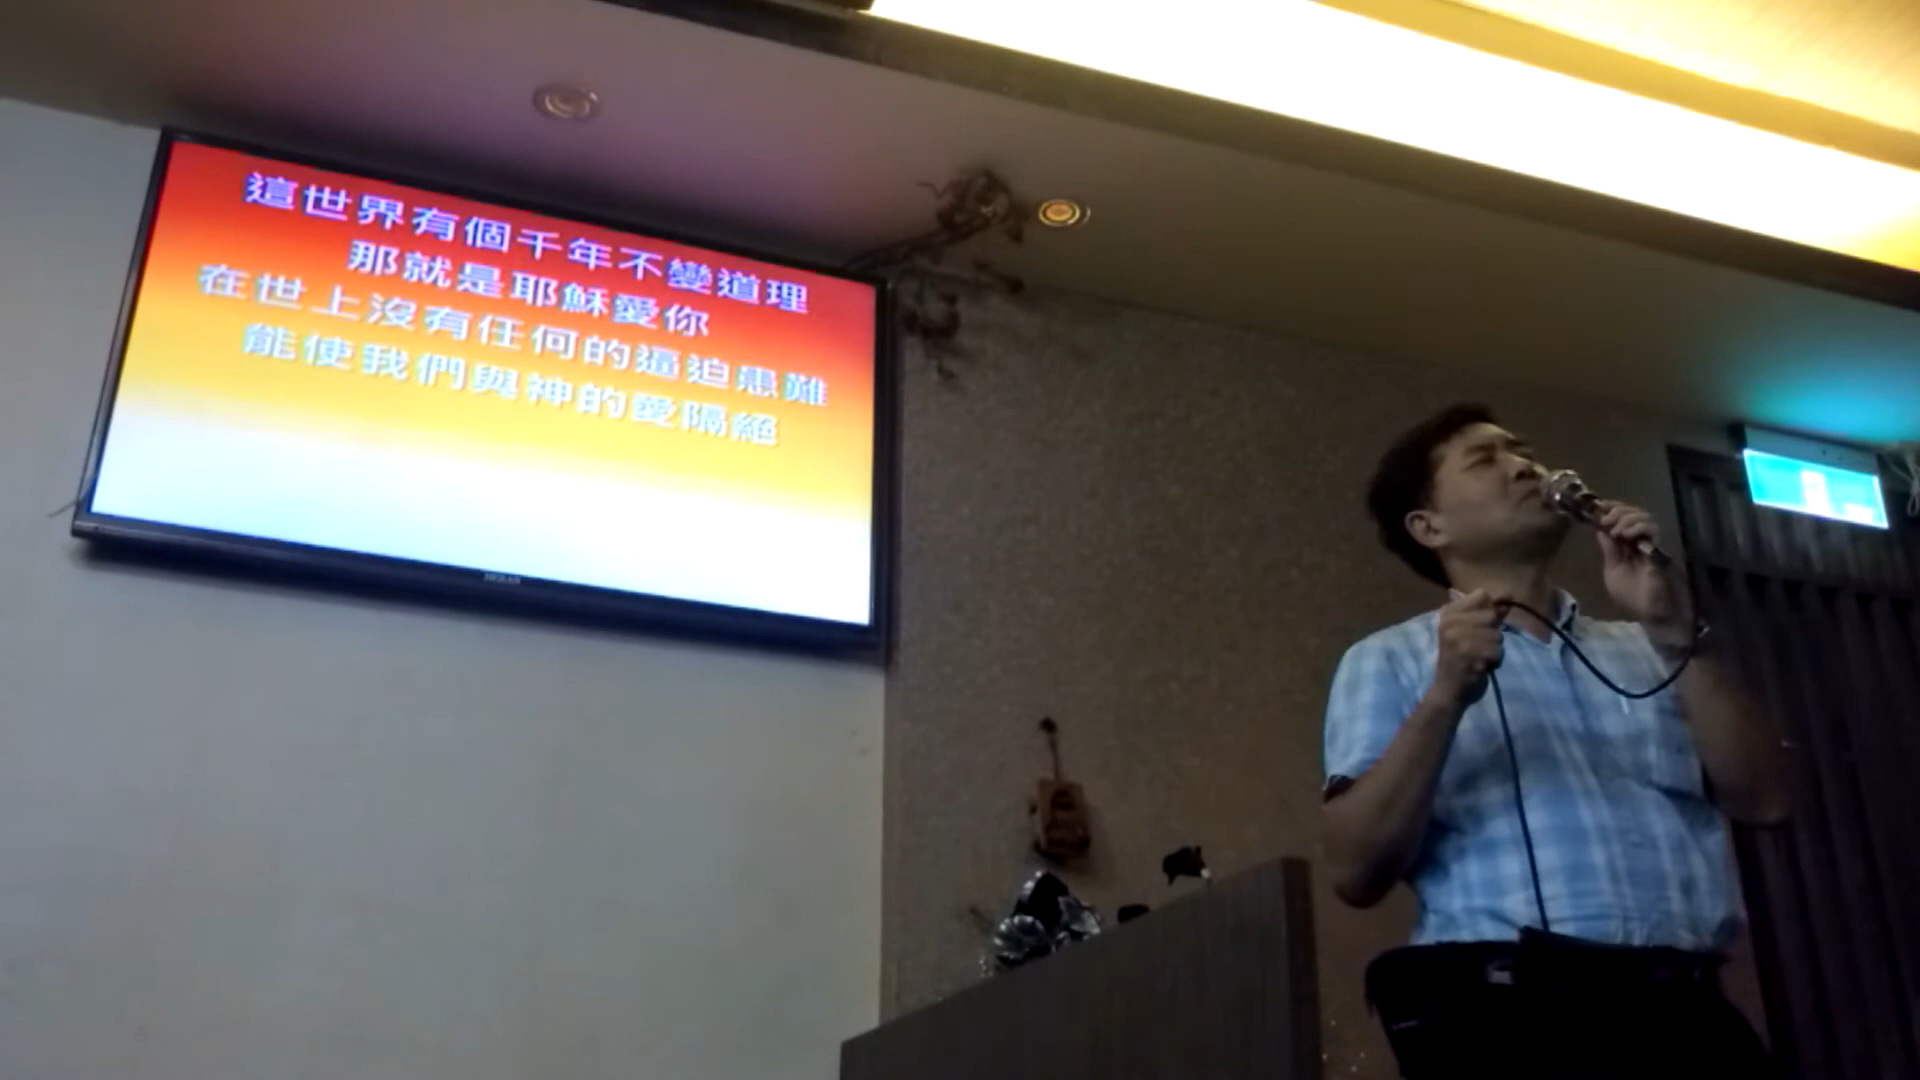 這世界有個千年不變道理
那就是耶穌愛你
在世上沒有任何的逼迫患難
能使我們與神的愛隔絕
HERAN